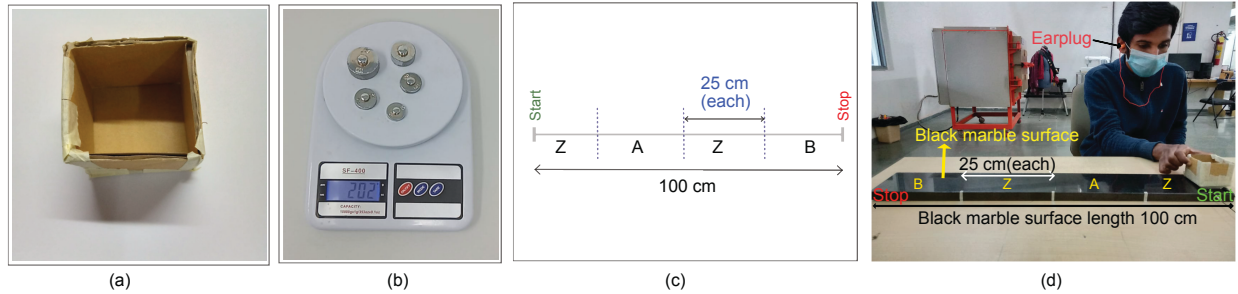 SF-400
202
CAPACITY:
Start
Z
A
Z
B
25 cm
(each)
Stop
100 cm
Earplug
Black marble surface
25 cm(each)
B
Z
A
Z
Stop
Start
Black marble surface length 100 cm
(a)
(b)
(c)
(d)